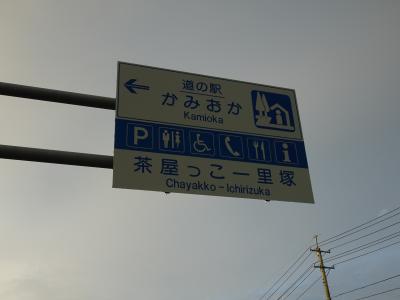 道の駅
かみおか
Kamioka
P
茶屋っこ一里塚
Chayakko-Ichirizuka